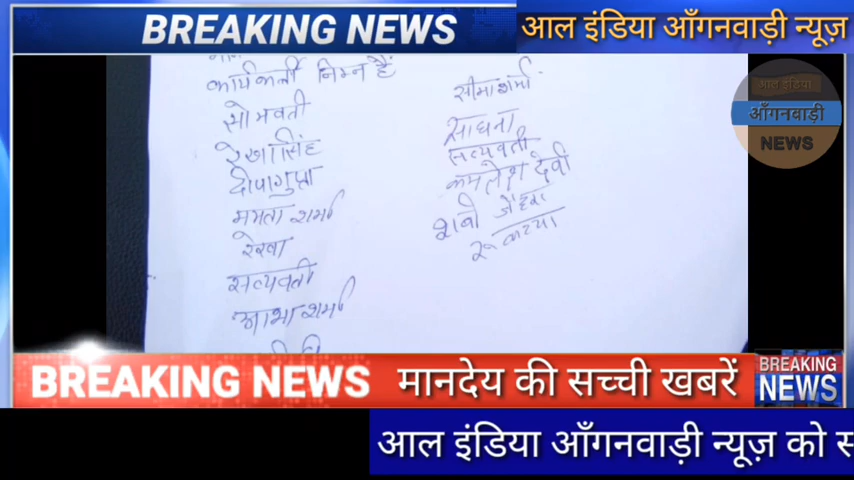 BREAKING NEWS
आल इंडिया आँगनवाड़ी न्यूज़
आल इंडिया
आँगनवाड़ी
NEWS
कार्यकर्ती निम्न हैं
सोमवती
रेखा सिंह
दीपा गुप्ता
ममता शर्मा
रेखा
सत्यवती
आभा शर्मा
सीमा शर्मा
साधना
सत्यवती
कमलेश देवी
BREAKING NEWS
मानदेय की सच्ची खबरें
BREAKING
NEWS
आल इंडिया आँगनवाड़ी न्यूज़ को